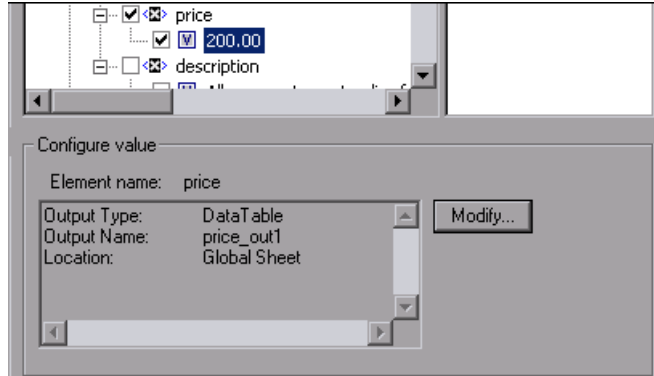 price
V 200.00
description
Configure value
Element name: price
Output Type: DataTable
Output Name: price_out1
Location: Global Sheet
Modify...